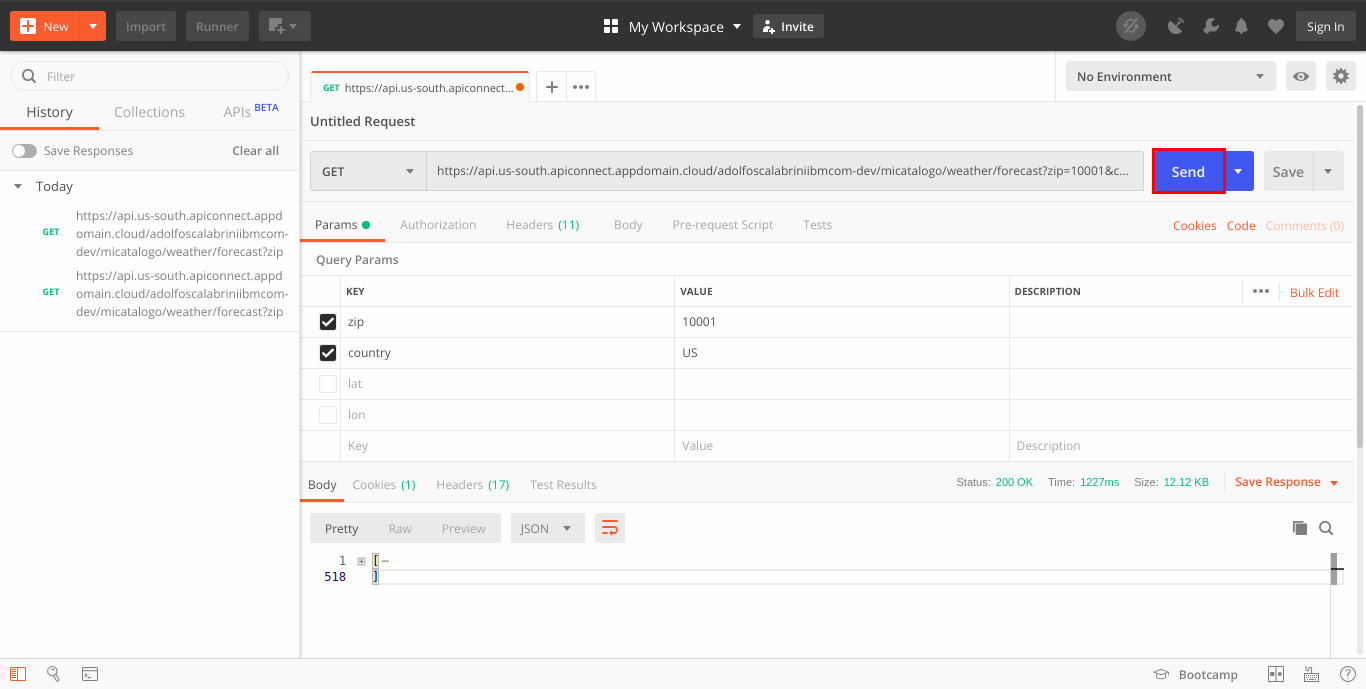 New Import Runner My Workspace Invite Sign In
Filter
History Collections APIs BETA
Save Responses Clear all
Today
GET https://api.us-south.apiconnect.appd
omain.cloud/adolfoscalabriniibmcom-
dev/micatalogo/weather/forecast?zip
GET https://api.us-south.apiconnect.appd
omain.cloud/adolfoscalabriniibmcom-
dev/micatalogo/weather/forecast?zip
GET https://api.us-south.apiconnect... No Environment
Untitled Request
GET https://api.us-south.apiconnect.appdomain.cloud/adolfoscalabriniibmcom-dev/micatalogo/weather/forecast?zip=10001&c... Send Save
Params Authorization Headers (11) Body Pre-request Script Tests Cookies Code Comments (0)
Query Params
KEY VALUE DESCRIPTION Bulk Edit
zip 10001
country US
lat
lon
Key Value Description
Body Cookies (1) Headers (17) Test Results Status: 200 OK Time: 1227ms Size: 12.12 KB Save Response
Pretty Raw Preview JSON
1 [
518 ]
Bootcamp